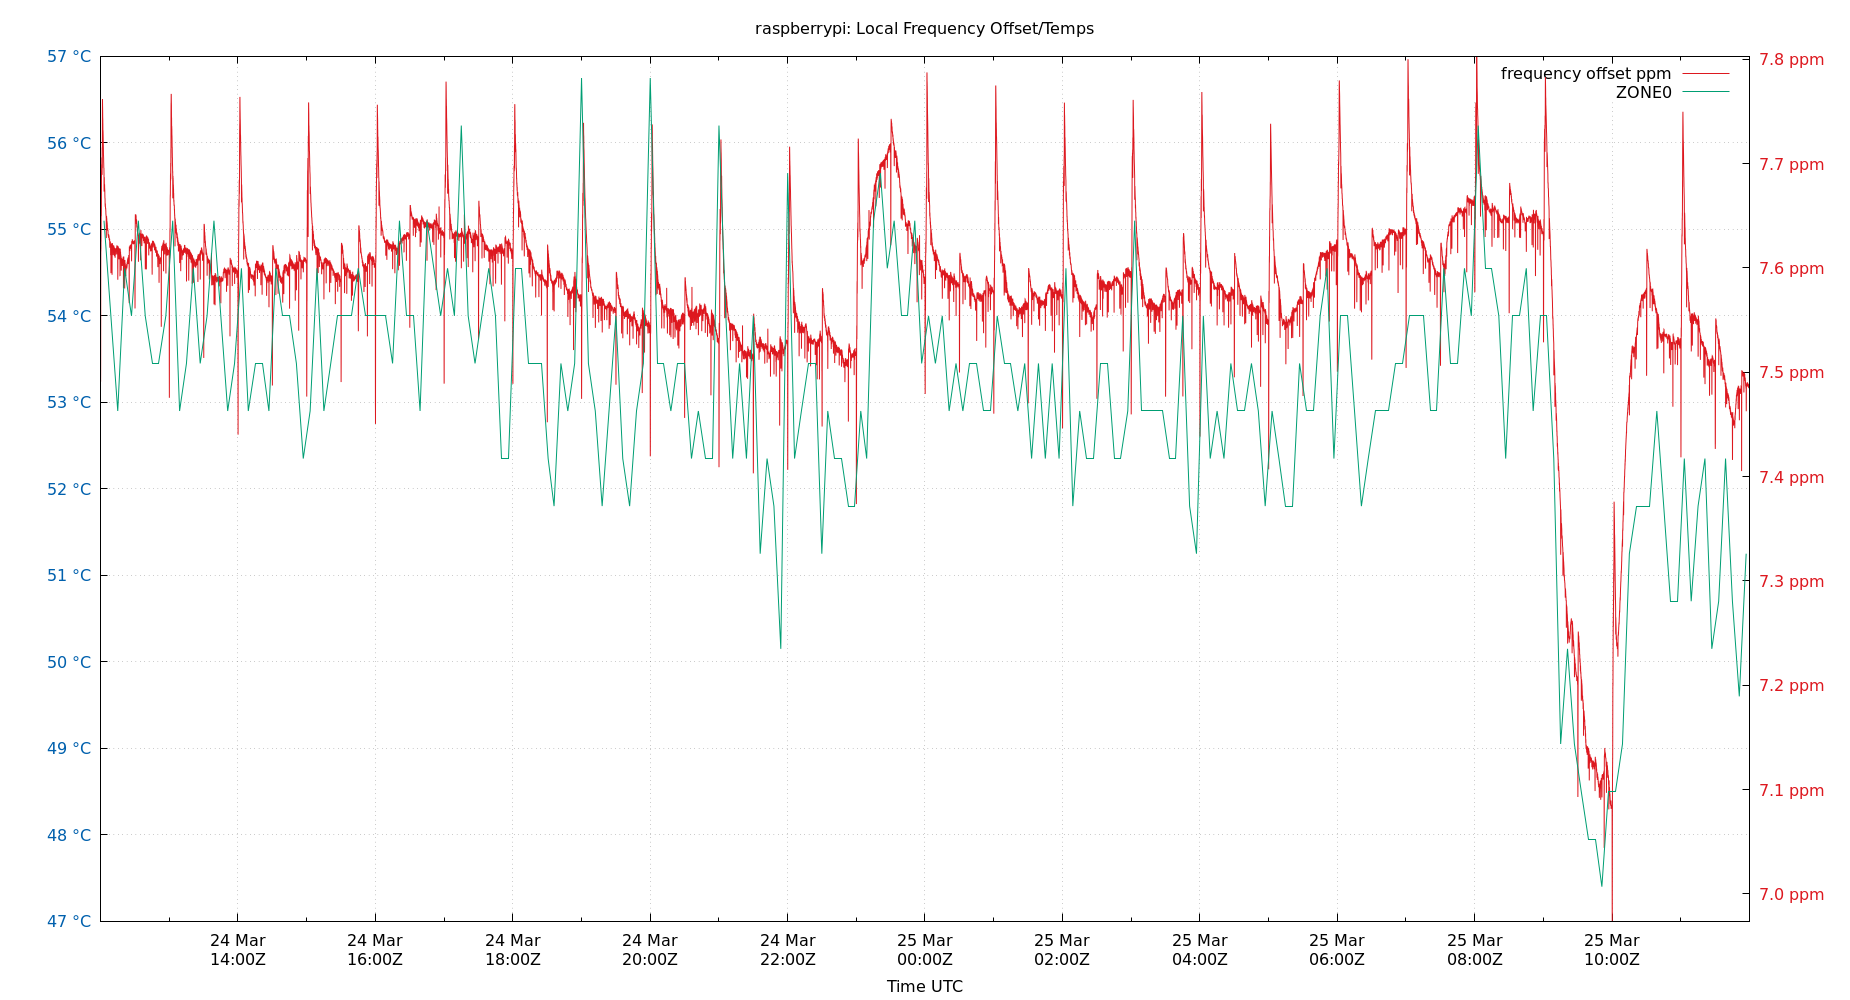 raspberrypi: Local Frequency Offset/Temps
frequency offset ppm
ZONE0
57 °C
56 °C
55 °C
54 °C
53 °C
52 °C
51 °C
50 °C
49 °C
48 °C
47 °C
7.8 ppm
7.7 ppm
7.6 ppm
7.5 ppm
7.4 ppm
7.3 ppm
7.2 ppm
7.1 ppm
7.0 ppm
24 Mar
14:00Z
24 Mar
16:00Z
24 Mar
18:00Z
24 Mar
20:00Z
24 Mar
22:00Z
25 Mar
00:00Z
25 Mar
02:00Z
25 Mar
04:00Z
25 Mar
06:00Z
25 Mar
08:00Z
25 Mar
10:00Z
Time UTC